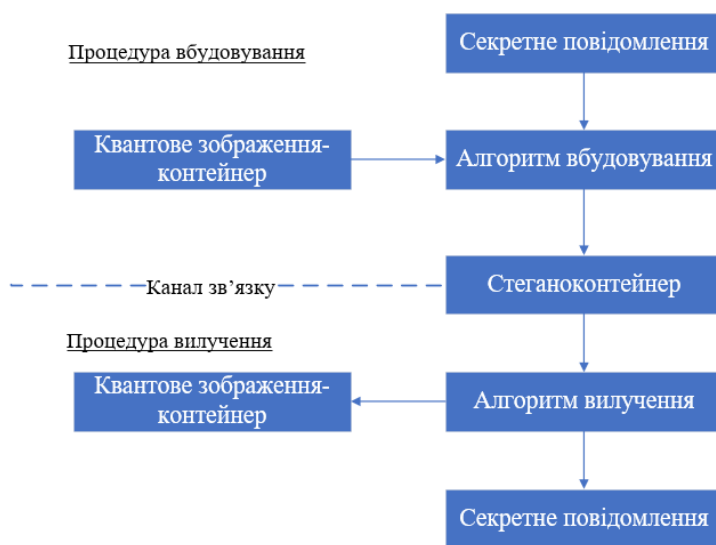 Секретне повідомлення
Процедура вбудовування
Квантове зображення-
контейнер
Алгоритм вбудовування
Канал зв’язку
Стеганоконтейнер
Процедура вилучення
Квантове зображення-
контейнер
Алгоритм вилучення
Секретне повідомлення